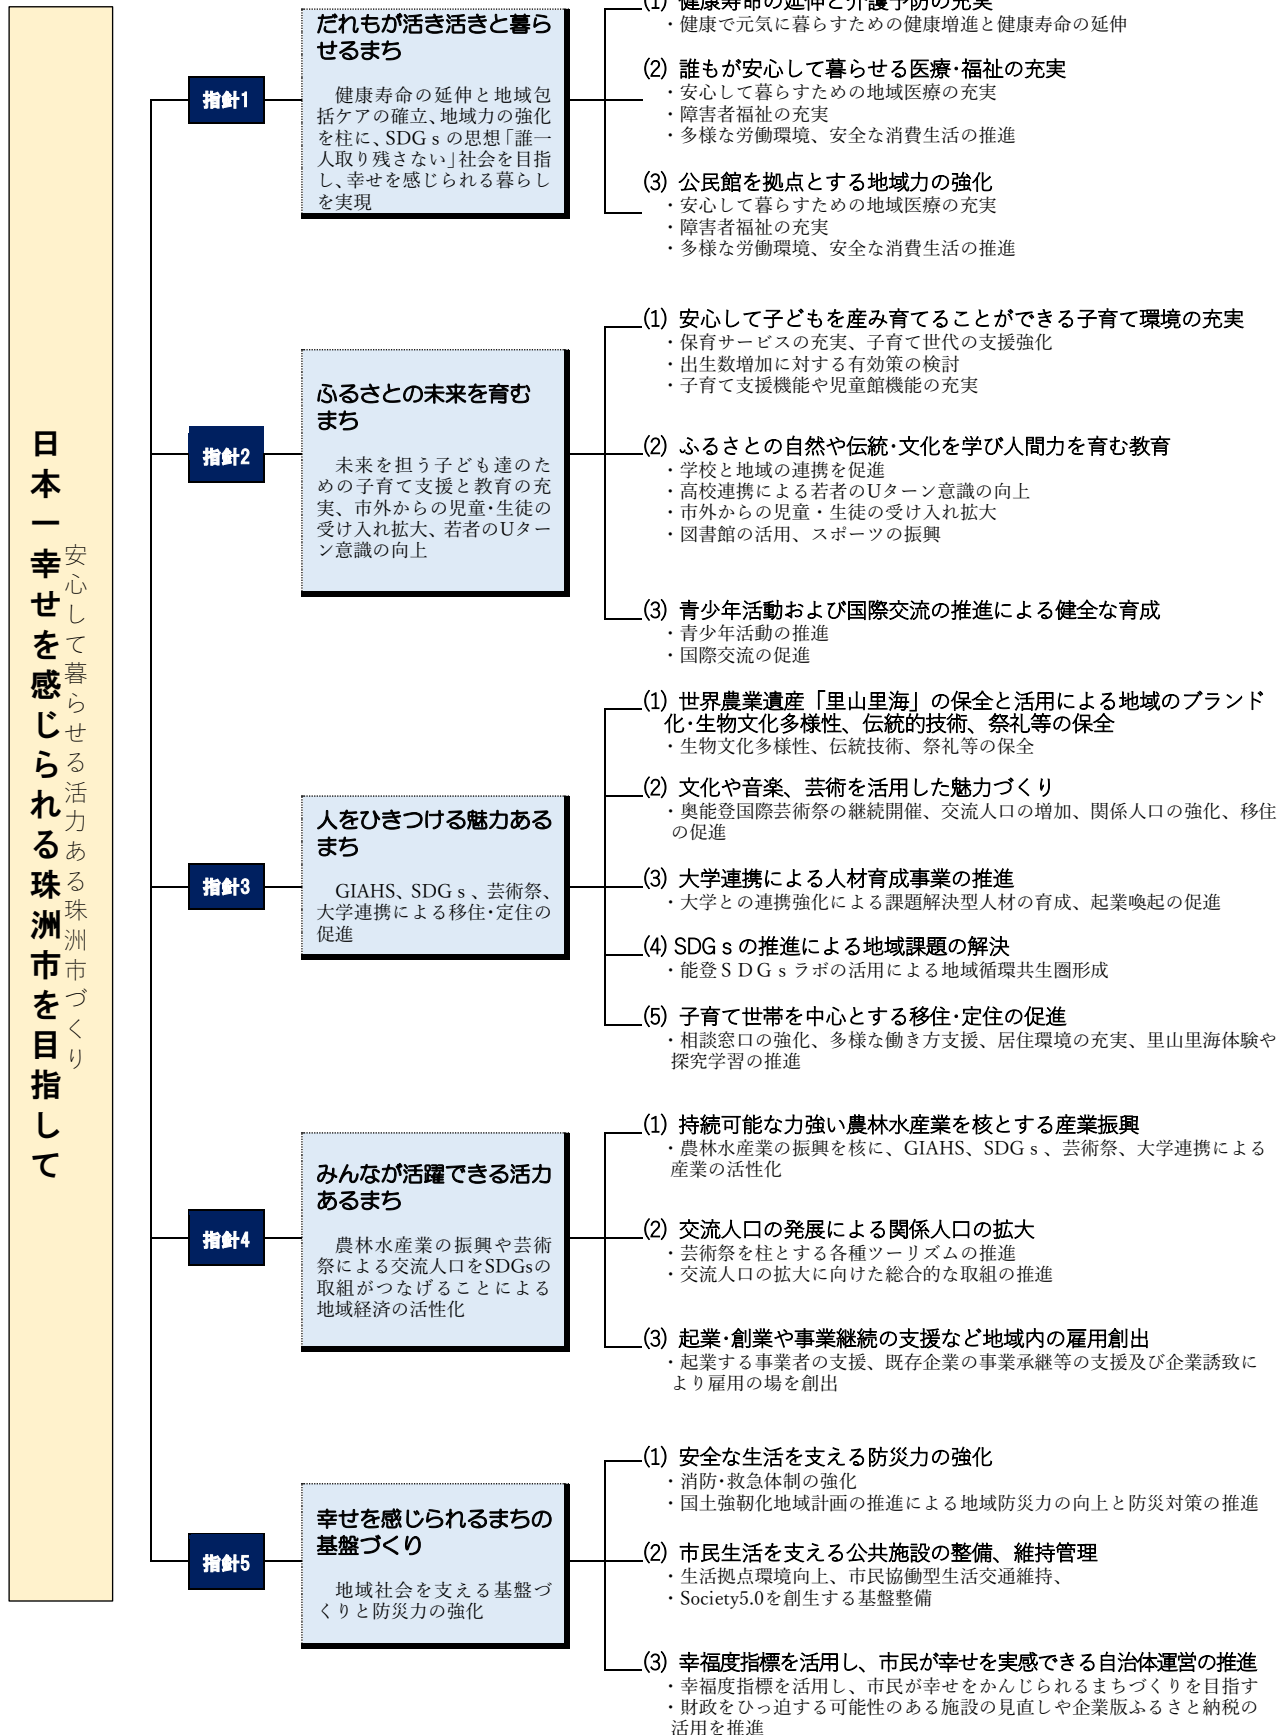 日本一幸せを感じられる珠洲市を目指して
安心して暮らせる活力ある珠洲市づくり
指針1
だれもが活き活きと暮ら
せるまち
健康寿命の延伸と地域包
括ケアの確立、地域力の強化
を柱に、SDGｓの思想「誰一
人取り残さない」社会を目指
し、幸せを感じられる暮らし
を実現
(1) 健康寿命の延伸と介護予防の充実
・健康で元気に暮らすための健康増進と健康寿命の延伸
(2) 誰もが安心して暮らせる医療・福祉の充実
・安心して暮らすための地域医療の充実
・障害者福祉の充実
・多様な労働環境、安全な消費生活の推進
(3) 公民館を拠点とする地域力の強化
・安心して暮らすための地域医療の充実
・障害者福祉の充実
・多様な労働環境、安全な消費生活の推進
指針2
ふるさとの未来を育む
まち
未来を担う子ども達のた
めの子育て支援と教育の充
実、市外からの児童・生徒の
受け入れ拡大、若者のUター
ン意識の向上
(1) 安心して子どもを産み育てることができる子育て環境の充実
・保育サービスの充実、子育て世代の支援強化
・出生数増加に対する有効策の検討
・子育て支援機能や児童館機能の充実
(2) ふるさとの自然や伝統・文化を学び人間力を育む教育
・学校と地域の連携を促進
・高校連携による若者のUターン意識の向上
・市外からの児童・生徒の受け入れ拡大
・図書館の活用、スポーツの振興
(3) 青少年活動および国際交流の推進による健全な育成
・青少年活動の推進
・国際交流の促進
指針3
人をひきつける魅力ある
まち
GIAHS、SDGｓ、芸術祭、
大学連携による移住・定住の
促進
(1) 世界農業遺産「里山里海」の保全と活用による地域のブランド
化・生物文化多様性、伝統的技術、祭礼等の保全
・生物文化多様性、伝統技術、祭礼等の保全
(2) 文化や音楽、芸術を活用した魅力づくり
・奥能登国際芸術祭の継続開催、交流人口の増加、関係人口の強化、移住
の促進
(3) 大学連携による人材育成事業の推進
・大学との連携強化による課題解決型人材の育成、起業喚起の促進
(4) SDGｓの推進による地域課題の解決
・能登ＳＤＧｓラボの活用による地域循環共生圏形成
(5) 子育て世帯を中心とする移住・定住の促進
・相談窓口の強化、多様な働き方支援、居住環境の充実、里山里海体験や
探究学習の推進
指針4
みんなが活躍できる活力
あるまち
農林水産業の振興や芸術
祭による交流人口をSDGsの
取組がつなげることによる
地域経済の活性化
(1) 持続可能な力強い農林水産業を核とする産業振興
・農林水産業の振興を核に、GIAHS、SDGｓ、芸術祭、大学連携による
産業の活性化
(2) 交流人口の発展による関係人口の拡大
・芸術祭を柱とする各種ツーリズムの推進
・交流人口の拡大に向けた総合的な取組の推進
(3) 起業・創業や事業継続の支援など地域内の雇用創出
・起業する事業者の支援、既存企業の事業承継等の支援及び企業誘致に
より雇用の場を創出
指針5
幸せを感じられるまちの
基盤づくり
地域社会を支える基盤づ
くりと防災力の強化
(1) 安全な生活を支える防災力の強化
・消防・救急体制の強化
・国土強靭化地域計画の推進による地域防災力の向上と防災対策の推進
(2) 市民生活を支える公共施設の整備、維持管理
・生活拠点環境向上、市民協働型生活交通維持、
・Society5.0を創生する基盤整備
(3) 幸福度指標を活用し、市民が幸せを実感できる自治体運営の推進
・幸福度指標を活用し、市民が幸せをかんじられるまちづくりを目指す
・財政をひっ迫する可能性のある施設の見直しや企業版ふるさと納税の
活用を推進